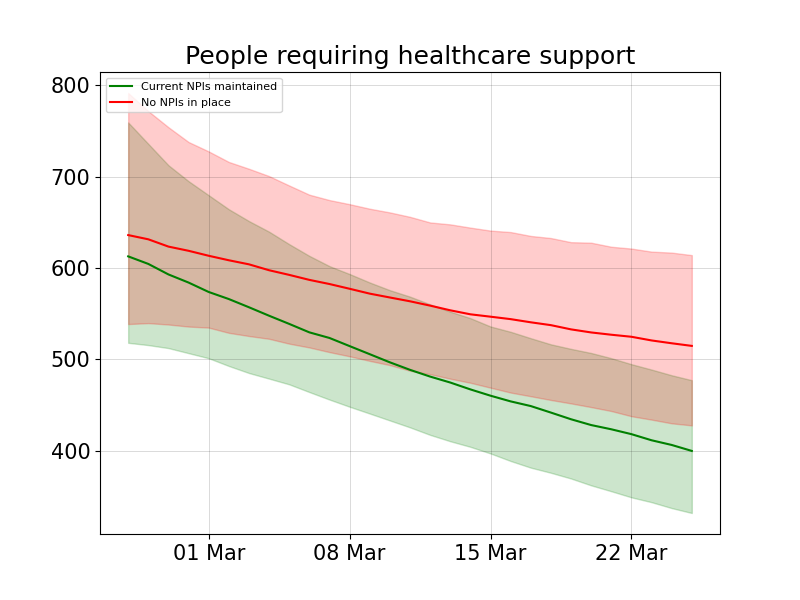 People requiring healthcare support
Current NPIs maintained
No NPIs in place
800
700
600
500
400
01 Mar
08 Mar
15 Mar
22 Mar